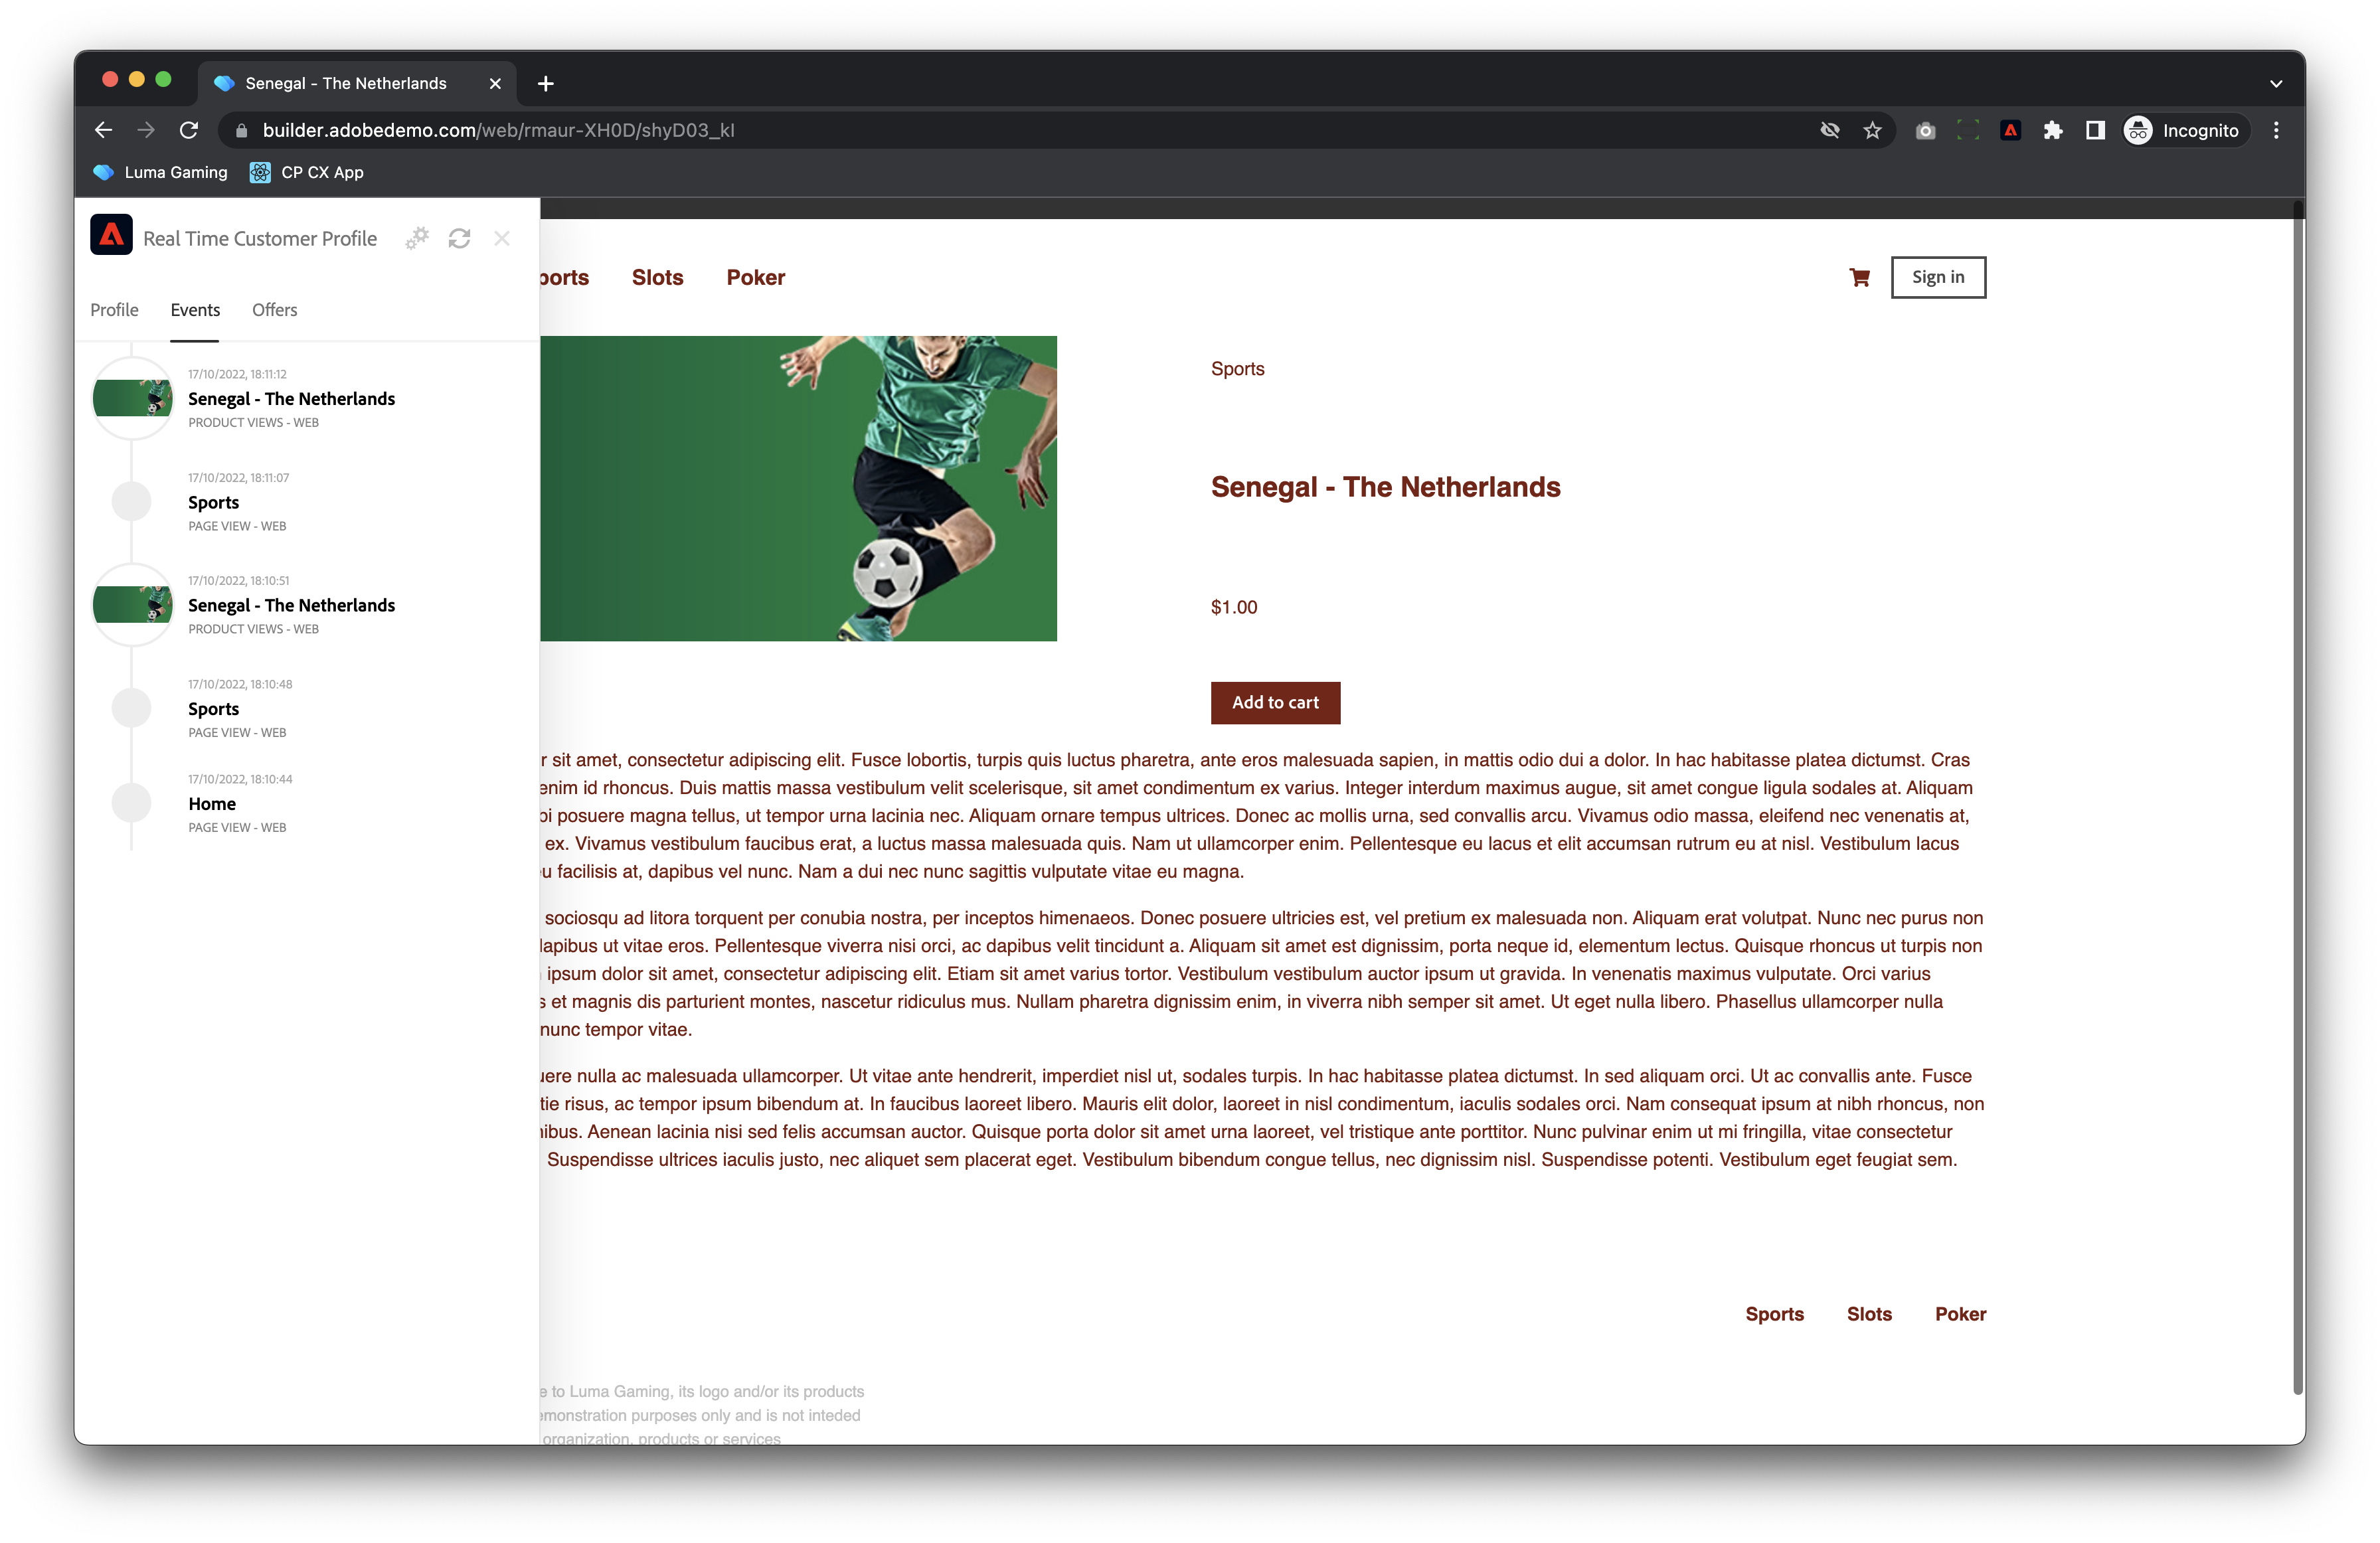 Senegal - The Netherlands
builder.adobedemo.com/web/rmaur-XH0D/shyD03_kI
Incognito
Luma Gaming
CP CX App
Real Time Customer Profile
Profile
Events
Offers
17/10/2022, 18:11:12
Senegal - The Netherlands
PRODUCT VIEWS - WEB
17/10/2022, 18:11:07
Sports
PAGE VIEW - WEB
17/10/2022, 18:10:51
Senegal - The Netherlands
PRODUCT VIEWS - WEB
17/10/2022, 18:10:48
Sports
PAGE VIEW - WEB
17/10/2022, 18:10:44
Home
PAGE VIEW - WEB
ports
Slots
Poker
Sign in
Sports
Senegal - The Netherlands
$1.00
Add to cart
r sit amet, consectetur adipiscing elit. Fusce lobortis, turpis quis luctus pharetra, ante eros malesuada sapien, in mattis odio dui a dolor. In hac habitasse platea dictumst. Cras
enim id rhoncus. Duis mattis massa vestibulum velit scelerisque, sit amet condimentum ex varius. Integer interdum maximus augue, sit amet congue ligula sodales at. Aliquam
bi posuere magna tellus, ut tempor urna lacinia nec. Aliquam ornare tempus ultrices. Donec ac mollis urna, sed convallis arcu. Vivamus odio massa, eleifend nec venenatis at,
ex. Vivamus vestibulum faucibus erat, a luctus massa malesuada quis. Nam ut ullamcorper enim. Pellentesque eu lacus et elit accumsan rutrum eu at nisl. Vestibulum lacus
u facilisis at, dapibus vel nunc. Nam a dui nec nunc sagittis vulputate vitae eu magna.
sociosqu ad litora torquent per conubia nostra, per inceptos himenaeos. Donec posuere ultricies est, vel pretium ex malesuada non. Aliquam erat volutpat. Nunc nec purus non
dapibus ut vitae eros. Pellentesque viverra nisi orci, ac dapibus velit tincidunt a. Aliquam sit amet est dignissim, porta neque id, elementum lectus. Quisque rhoncus ut turpis non
ipsum dolor sit amet, consectetur adipiscing elit. Etiam sit amet varius tortor. Vestibulum vestibulum auctor ipsum ut gravida. In venenatis maximus vulputate. Orci varius
s et magnis dis parturient montes, nascetur ridiculus mus. Nullam pharetra dignissim enim, in viverra nibh semper sit amet. Ut eget nulla libero. Phasellus ullamcorper nulla
nunc tempor vitae.
uere nulla ac malesuada ullamcorper. Ut vitae ante hendrerit, imperdiet nisl ut, sodales turpis. In hac habitasse platea dictumst. In sed aliquam orci. Ut ac convallis ante. Fusce
tie risus, ac tempor ipsum bibendum at. In faucibus laoreet libero. Mauris elit dolor, laoreet in nisl condimentum, iaculis sodales orci. Nam consequat ipsum at nibh rhoncus, non
nibus. Aenean lacinia nisi sed felis accumsan auctor. Quisque porta dolor sit amet urna laoreet, vel tristique ante porttitor. Nunc pulvinar enim ut mi fringilla, vitae consectetur
Suspendisse ultrices iaculis justo, nec aliquet sem placerat eget. Vestibulum bibendum congue tellus, nec dignissim nisl. Suspendisse potenti. Vestibulum eget feugiat sem.
Sports
Slots
Poker
e to Luma Gaming, its logo and/or its products
emonstration purposes only and is not inteded
organization, products or services